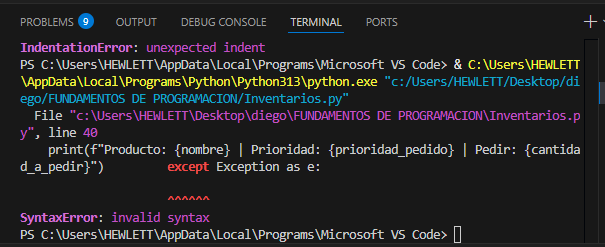 PROBLEMS 9 OUTPUT DEBUG CONSOLE TERMINAL PORTS
IndentationError: unexpected indent
PS C:\Users\HEWLETT\AppData\Local\Programs\Microsoft VS Code> & C:\Users\HEWLETT
\AppData\Local\Programs\Python\Python313\python.exe "c:/Users/HEWLETT/Desktop/di
ego/FUNDAMENTOS DE PROGRAMACION/Inventarios.py"
File "c:\Users\HEWLETT\Desktop\diego\FUNDAMENTOS DE PROGRAMACION\Inventarios.p
y", line 40
print(f"Producto: {nombre} | Prioridad: {prioridad_pedido} | Pedir: {cantida
d_a_pedir}") except Exception as e:
^^^^^^
SyntaxError: invalid syntax
PS C:\Users\HEWLETT\AppData\Local\Programs\Microsoft VS Code>